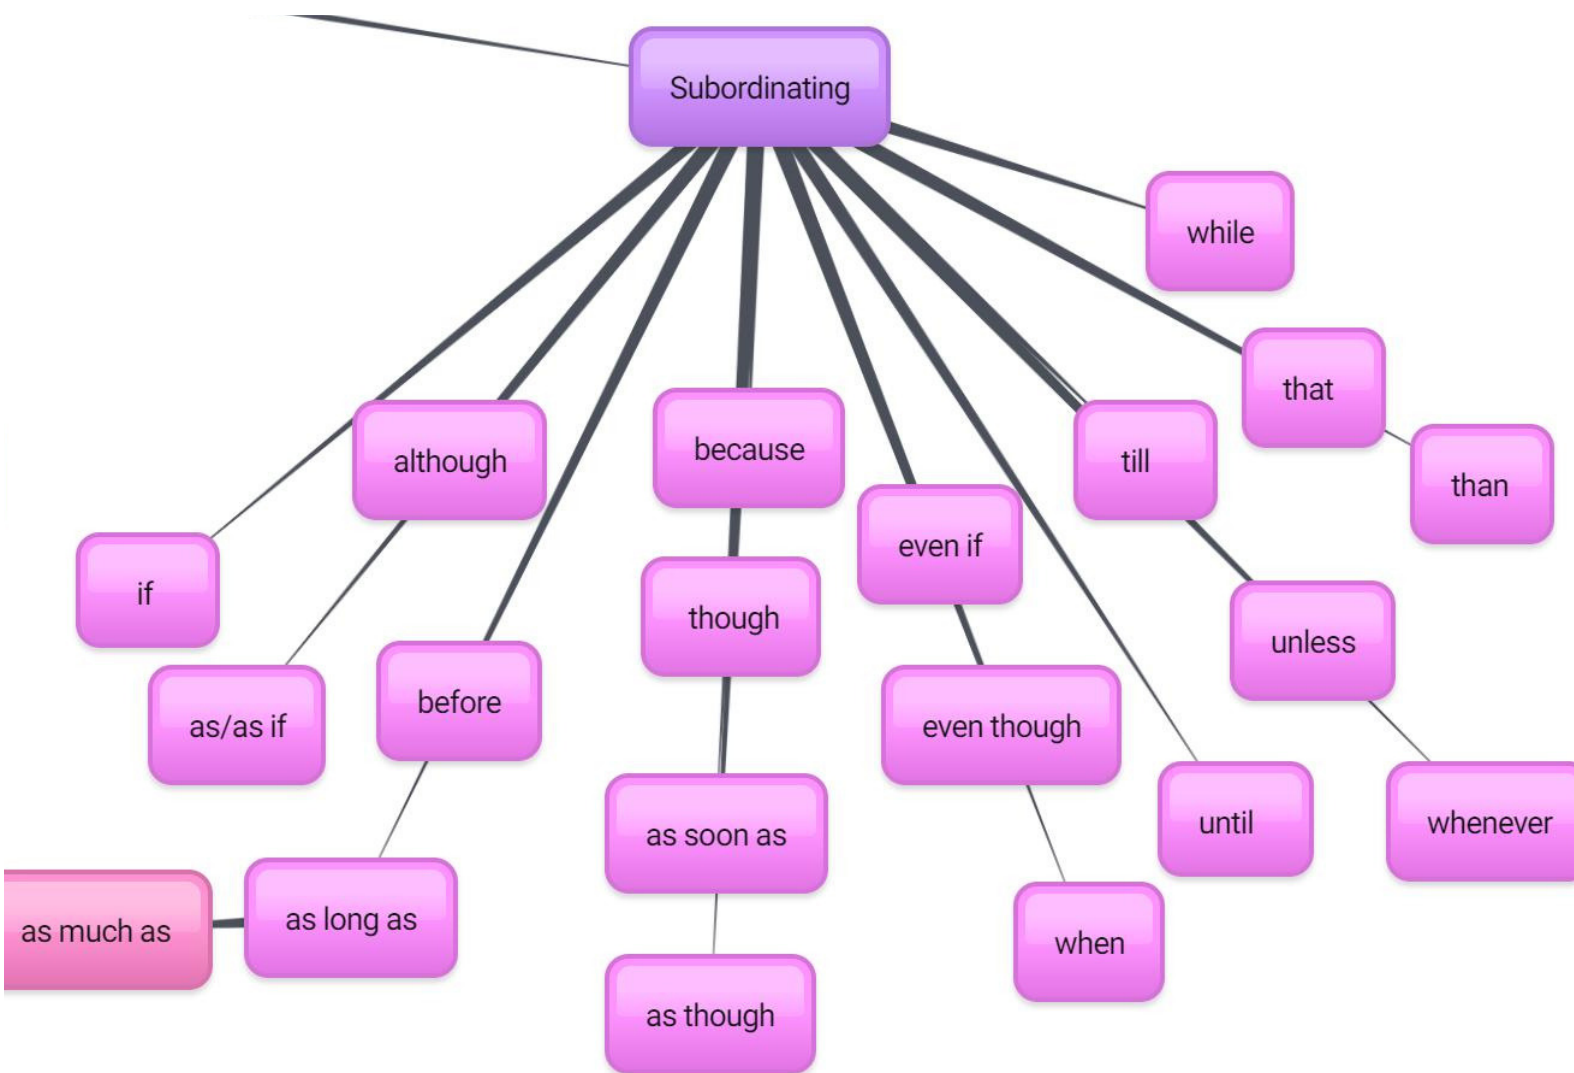 Subordinating
while
that
although
because
till
than
even if
if
though
unless
before
as/as if
even though
until
whenever
as soon as
as long as
as much as
when
as though